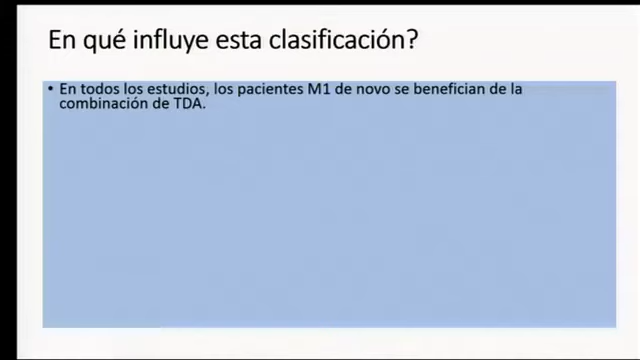 En qué influye esta clasificación?
• En todos los estudios, los pacientes M1 de novo se benefician de la
combinación de TDA.